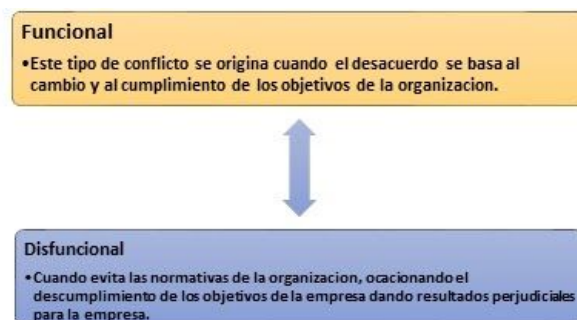 Funcional
•Este tipo de conflicto se origina cuando el desacuerdo se basa al
cambio y al cumplimiento de los objetivos de la organizacion.
Disfuncional
•Cuando evita las normativas de la organizacion, ocacionando el
descumplimiento de los objetivos de la empresa dando resultados perjudiciales
para la empresa.